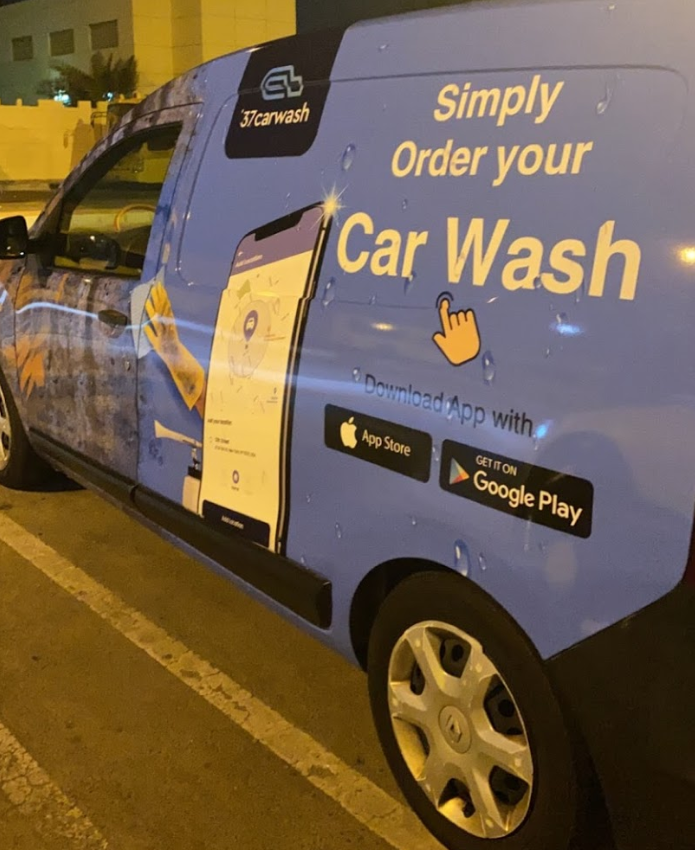 '37carwash
Simply
Order your
Car Wash
Download App with
App Store
GET IT ON
Google Play